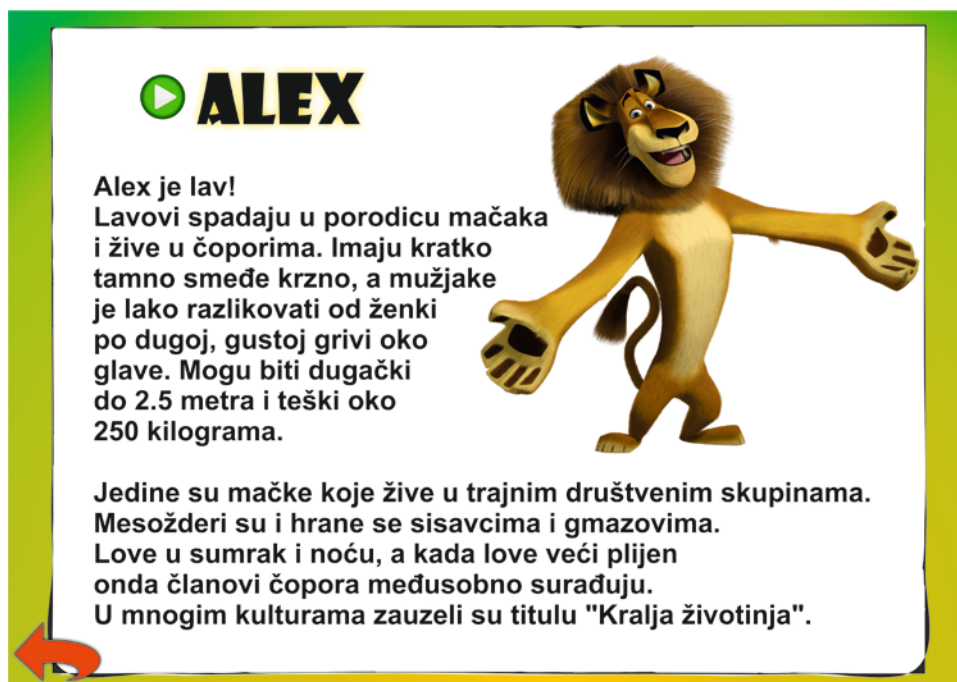 ALEX
Alex je lav!
Lavovi spadaju u porodicu mačaka
i žive u čoporima. Imaju kratko
tamno smeđe krzno, a mužjake
je lako razlikovati od ženki
po dugoj, gustoj grivi oko
glave. Mogu biti dugački
do 2.5 metra i teški oko
250 kilograma.
Jedine su mačke koje žive u trajnim društvenim skupinama.
Mesožderi su i hrane se sisavcima i gmazovima.
Love u sumrak i noću, a kada love veći plijen
onda članovi čopora međusobno surađuju.
U mnogim kulturama zauzeli su titulu "Kralja životinja".